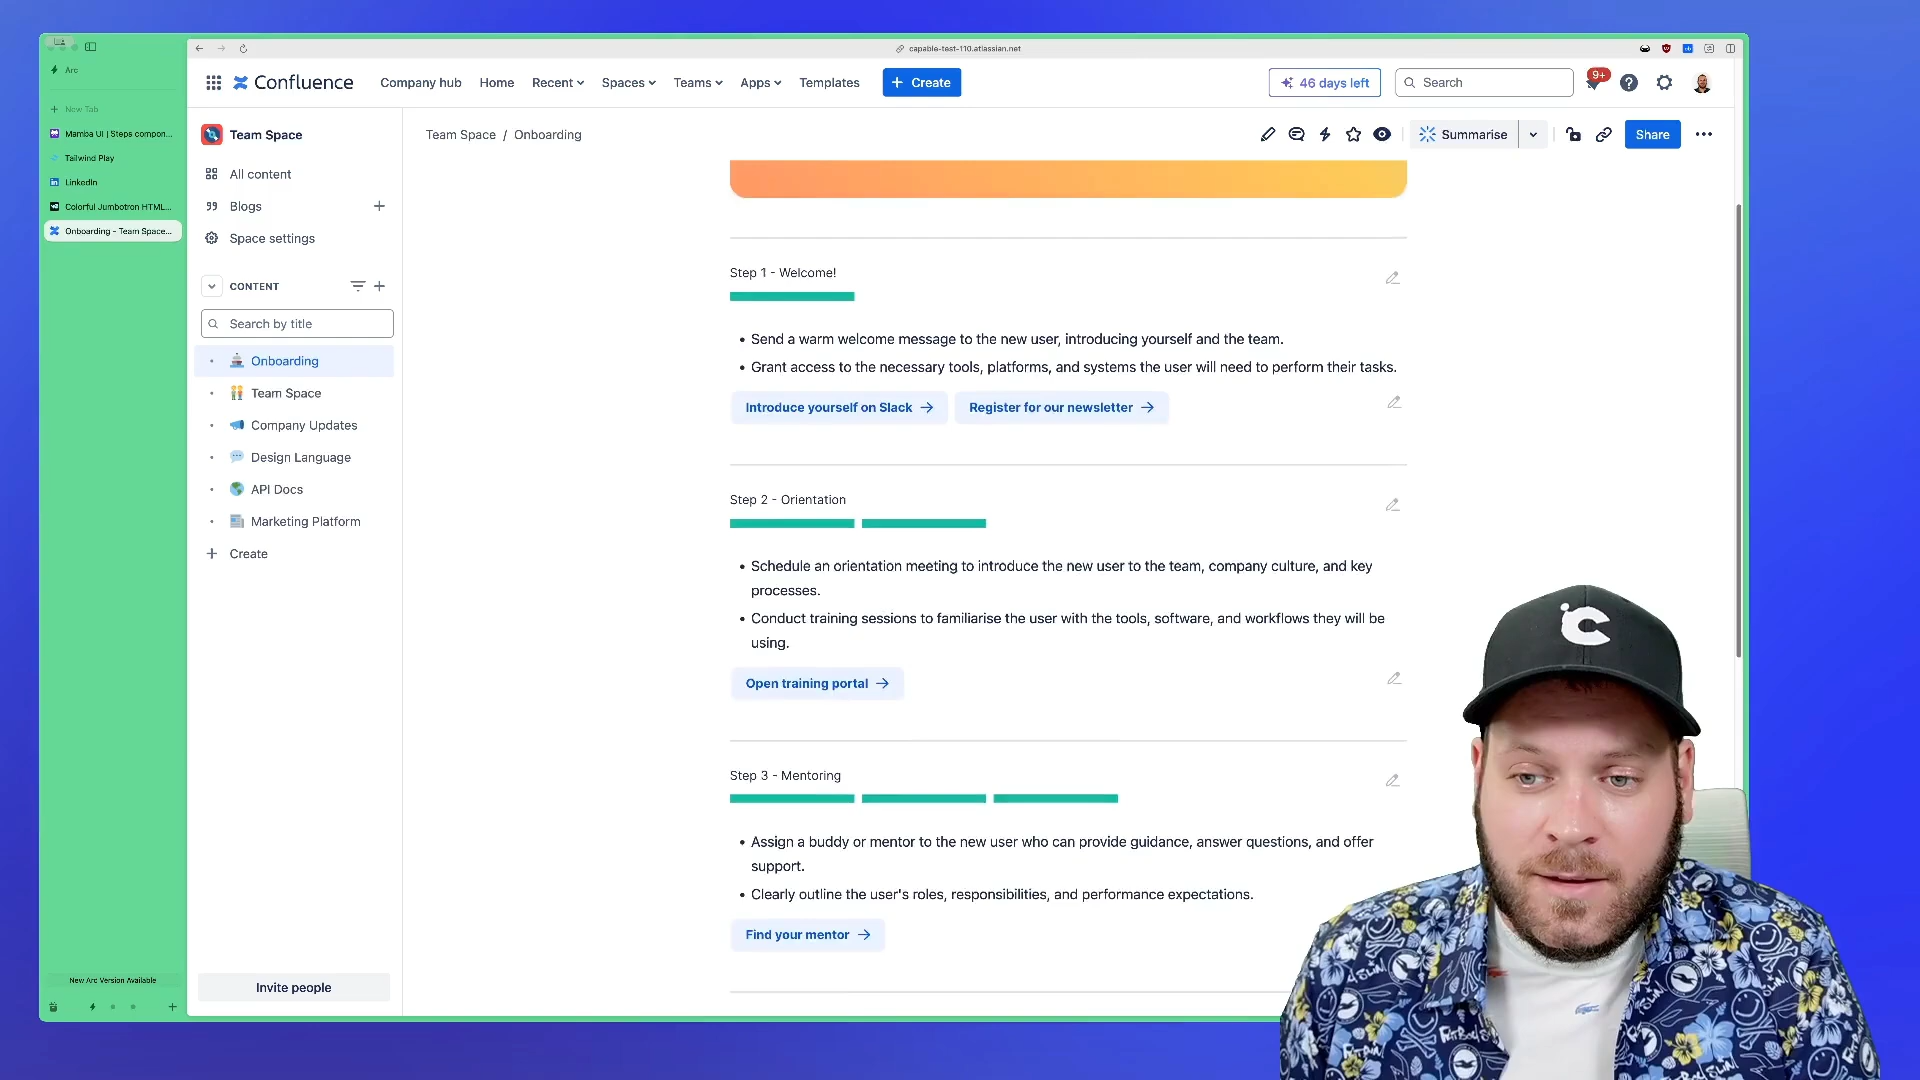 capable-test-110.atlassian.net
Arc
New Tab
Mamba UI | Steps compon...
Tailwind Play
LinkedIn
Colorful Jumbotron HTML...
Onboarding - Team Space...
New Arc Version Available
Confluence
Company hub
Home
Recent
Spaces
Teams
Apps
Templates
+ Create
46 days left
Search
9+
Team Space
All content
Blogs
Space settings
CONTENT
Search by title
Onboarding
Team Space
Company Updates
Design Language
API Docs
Marketing Platform
Create
Invite people
Team Space / Onboarding
Summarise
Share
Step 1 - Welcome!
• Send a warm welcome message to the new user, introducing yourself and the team.
• Grant access to the necessary tools, platforms, and systems the user will need to perform their tasks.
Introduce yourself on Slack →
Register for our newsletter →
Step 2 - Orientation
• Schedule an orientation meeting to introduce the new user to the team, company culture, and key
processes.
• Conduct training sessions to familiarise the user with the tools, software, and workflows they will be
using.
Open training portal →
Step 3 - Mentoring
• Assign a buddy or mentor to the new user who can provide guidance, answer questions, and offer
support.
• Clearly outline the user's roles, responsibilities, and performance expectations.
Find your mentor →
C